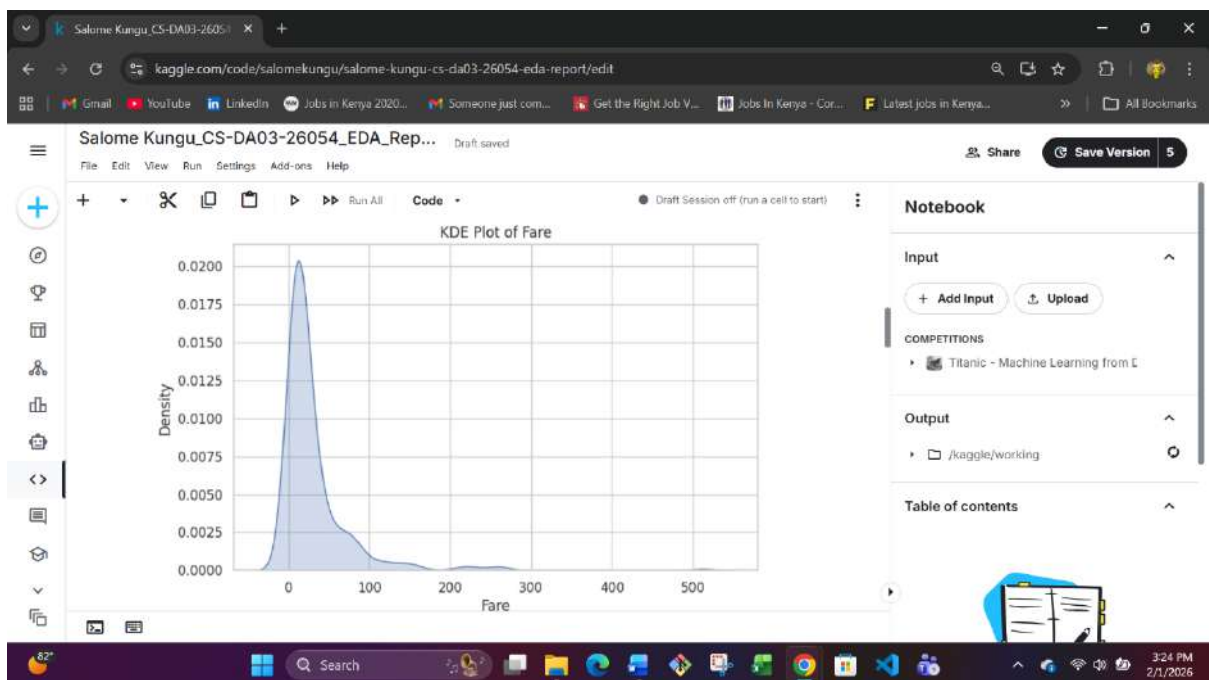 Salome Kungu_CS-DA03-2605
kaggle.com/code/salomekungu/salome-kungu-cs-da03-26054-eda-report/edit
Gmail YouTube LinkedIn Jobs in Kenya 2020... Someone just com... Get the Right Job V... Jobs In Kenya - Cor... Latest jobs in Kenya... » All Bookmarks
Salome Kungu_CS-DA03-26054_EDA_Rep... Draft saved
File Edit View Run Settings Add-ons Help
Share
Save Version 5
Run All Code
Draft Session off (run a cell to start)
KDE Plot of Fare
0.0200
0.0175
0.0150
0.0125
0.0100
0.0075
0.0050
0.0025
0.0000
Density
0 100 200 300 400 500
Fare
Notebook
Input
+ Add Input Upload
COMPETITIONS
Titanic - Machine Learning from D
Output
/kaggle/working
Table of contents
82°
Search
3:24 PM
2/1/2026